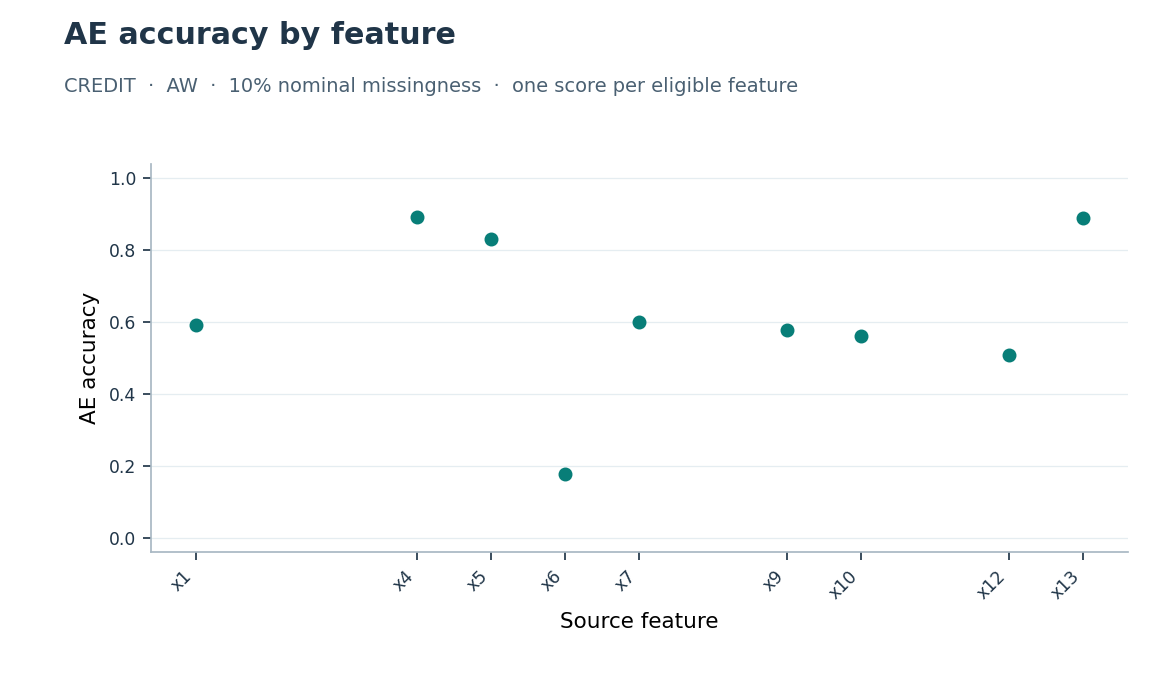 AE accuracy by feature
CREDIT · AW · 10% nominal missingness · one score per eligible feature
1.0
0.8
0.6
0.4
0.2
0.0
AE accuracy
x1 x4 x5 x6 x7 x9 x10 x12 x13
Source feature